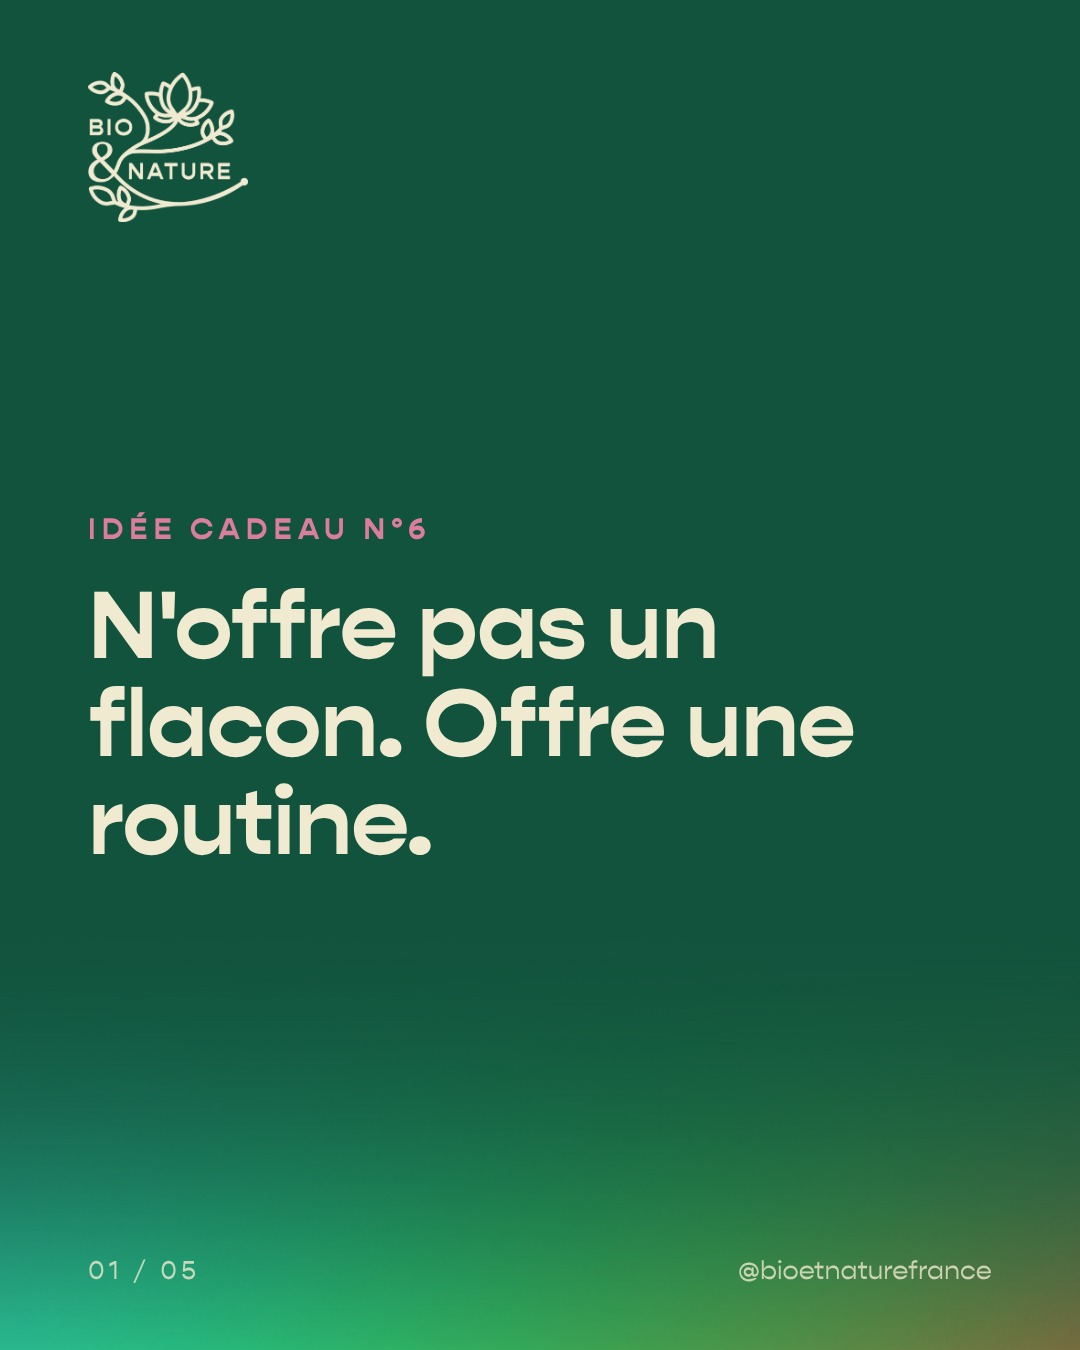 BIO
& NATURE
IDÉE CADEAU N°6
N'offre pas un
flacon. Offre une
routine.
01 / 05
@bioetnaturefrance